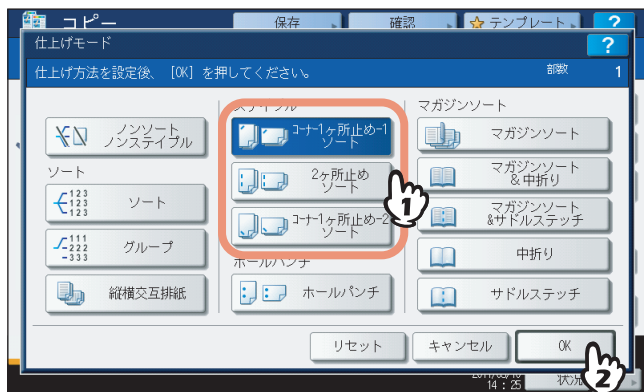 コピー
保存
確認
テンプレート
?
仕上げモード
?
仕上げ方法を設定後、［OK］を押してください。
部数 1
ノンソート
ノンステイプル
ソート
123
123
123
ソート
111
-222
-333
グループ
縦横交互排紙
ステイプル
コーナー1ヶ所止め-1
ソート
2ヶ所止め
ソート
コーナー1ヶ所止め-2
ソート
1
ホールパンチ
ホールパンチ
マガジンソート
マガジンソート
マガジンソート
&中折り
マガジンソート
&サドルステッチ
中折り
サドルステッチ
リセット
キャンセル
OK
2
14:25
状況